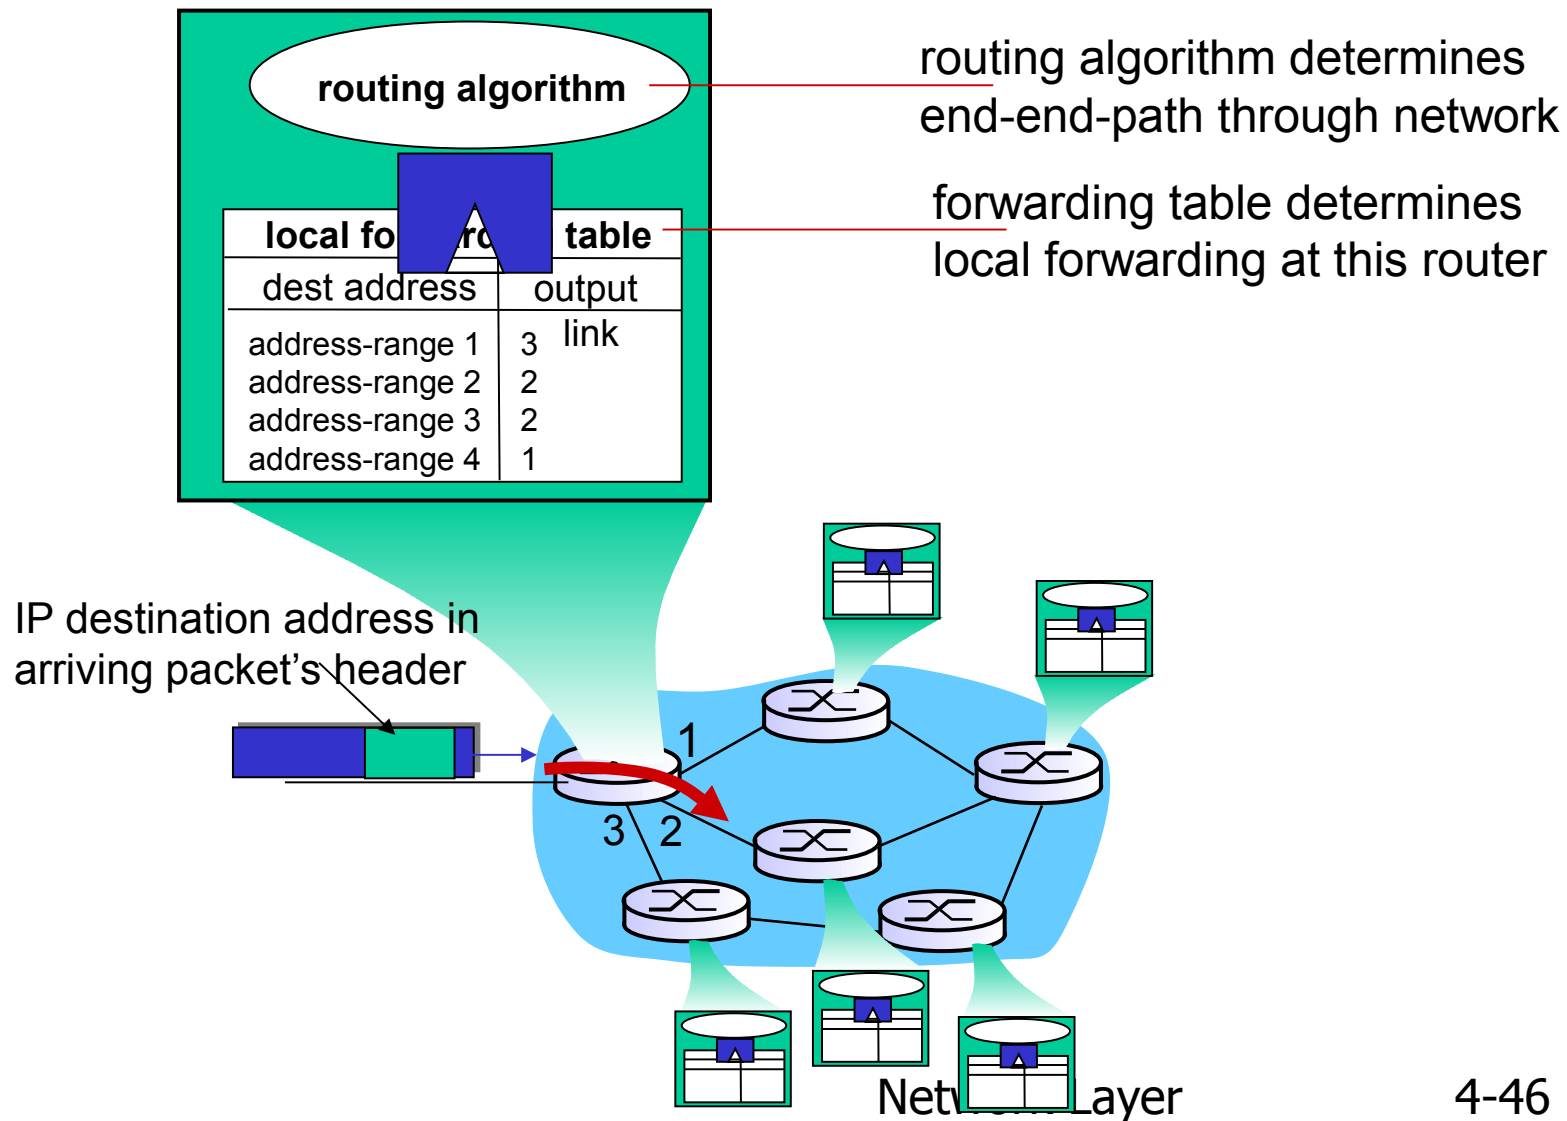 routing algorithm
routing algorithm determines
end-end-path through network
forwarding table determines
local forwarding at this router
local fo rd table
dest address
output
link
address-range 1 3
address-range 2 2
address-range 3 2
address-range 4 1
IP destination address in
arriving packet's header
1
3 2
Network Layer
4-46